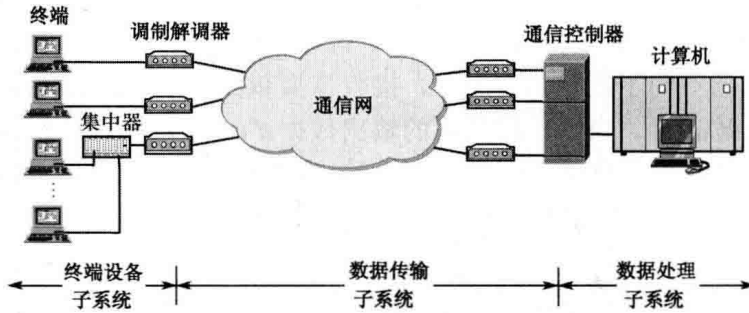 终端
调制解调器
通信控制器
计算机
通信网
集中器
终端设备
子系统
数据传输
子系统
数据处理
子系统